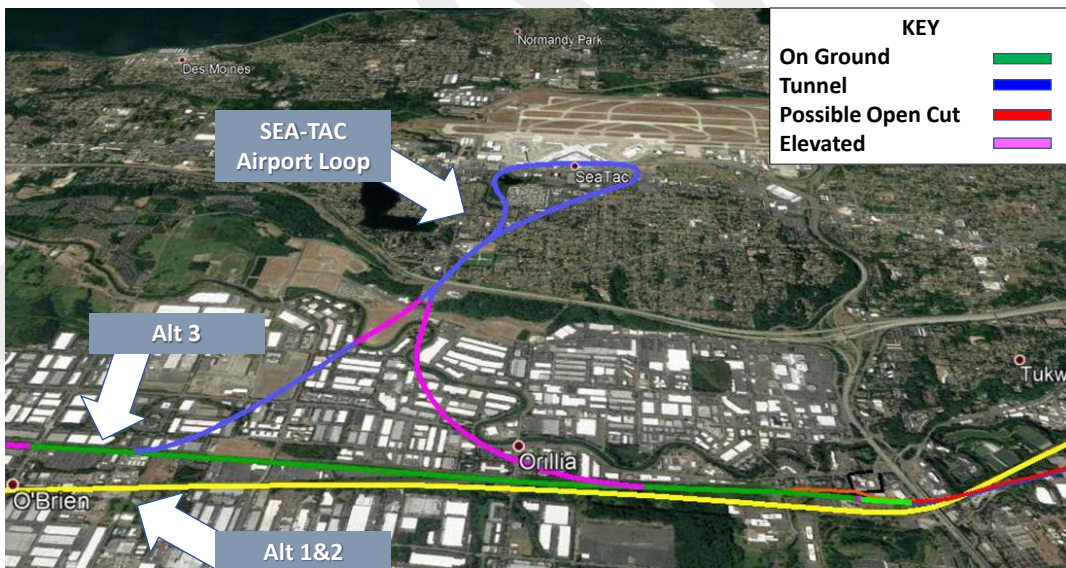 KEY
On Ground
Tunnel
Possible Open Cut
Elevated
Normandy Park
Des Moines
SEA-TAC
Airport Loop
SeaTac
Alt 3
Tukw
Orillia
O'Brien
Alt 1&2